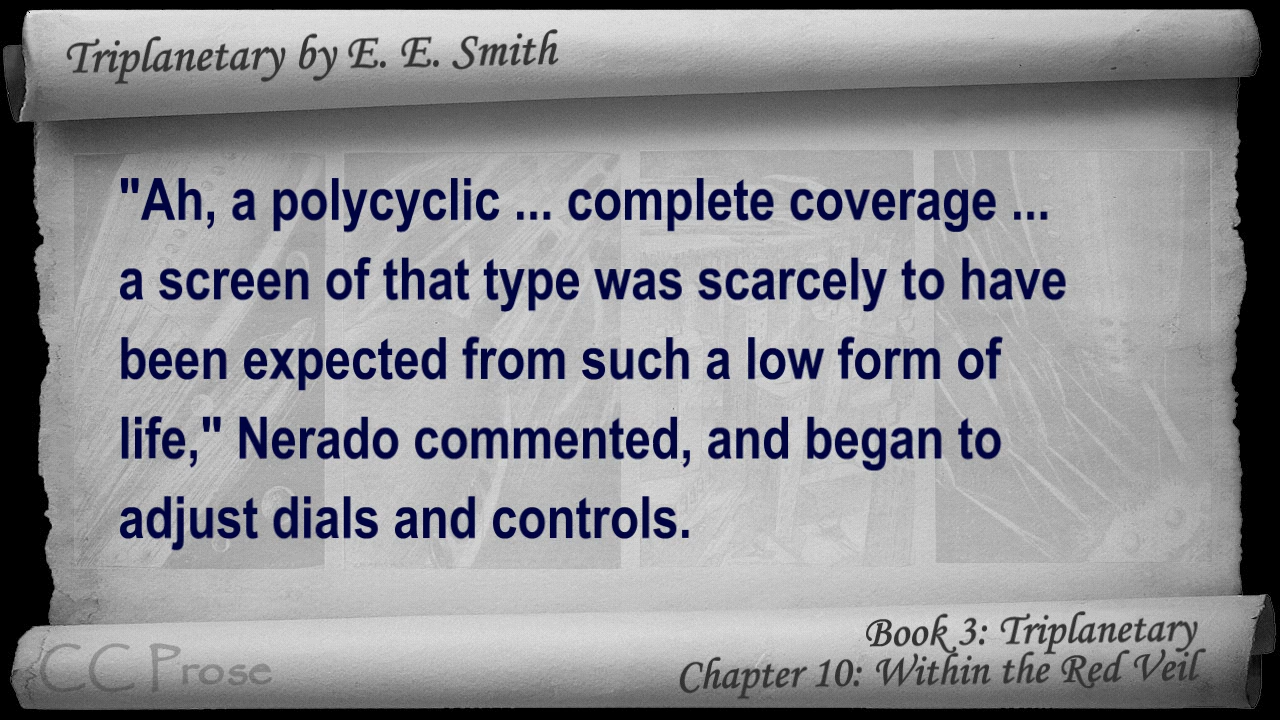 Triplanetary by E. E. Smith
"Ah, a polycyclic ... complete coverage ...
a screen of that type was scarcely to have
been expected from such a low form of
life," Nerado commented, and began to
adjust dials and controls.
Book 3: Triplanetary
Chapter 10: Within the Red Veil
CC Prose